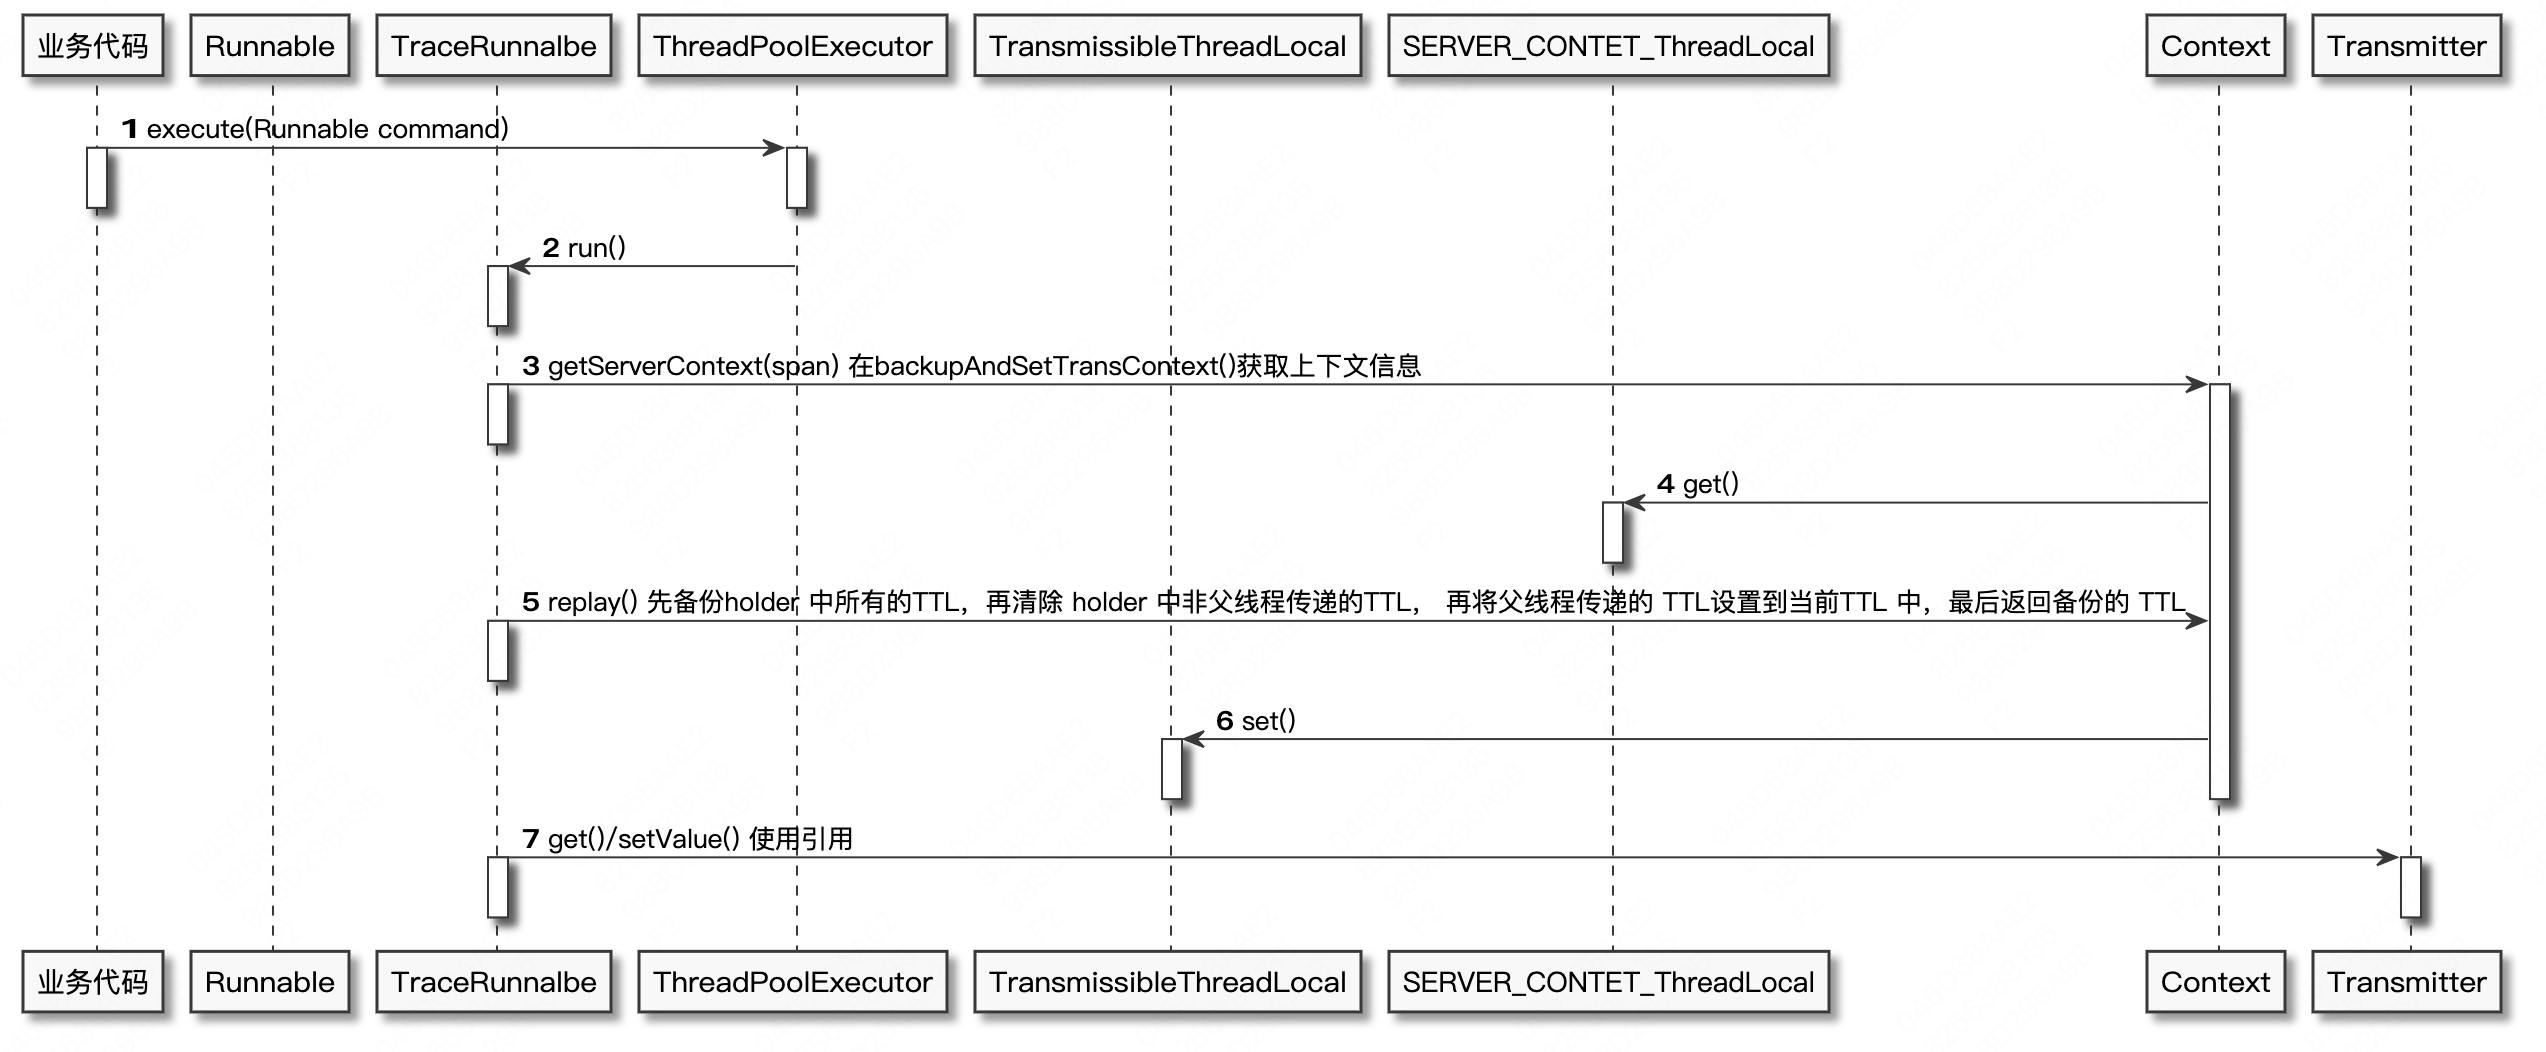 业务代码 Runnable TraceRunnalbe ThreadPoolExecutor TransmissibleThreadLocal SERVER_CONTET_ThreadLocal Context Transmitter
1 execute(Runnable command)
2 run()
3 getServerContext(span) 在backupAndSetTransContext()获取上下文信息
4 get()
5 replay() 先备份holder 中所有的TTL，再清除 holder 中非父线程传递的TTL， 再将父线程传递的 TTL设置到当前TTL 中，最后返回备份的 TTL
6 set()
7 get()/setValue() 使用引用
业务代码 Runnable TraceRunnalbe ThreadPoolExecutor TransmissibleThreadLocal SERVER_CONTET_ThreadLocal Context Transmitter